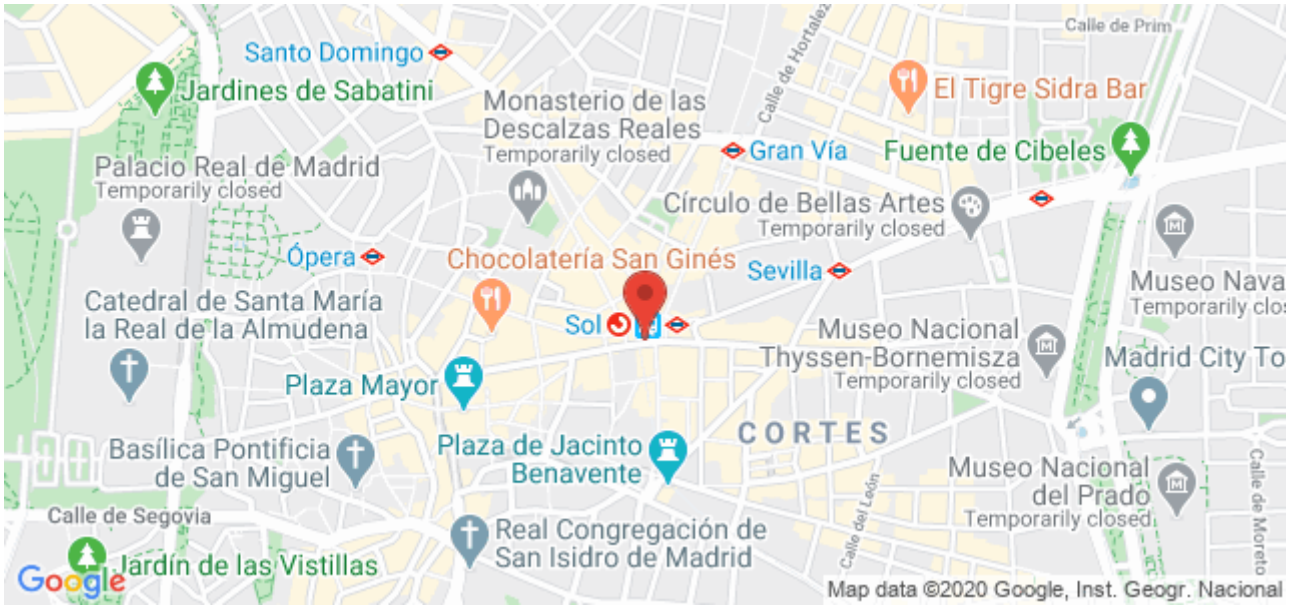 Calle de Prim
Calle de Hortalez
Santo Domingo
Jardines de Sabatini
El Tigre Sidra Bar
Monasterio de las
Descalzas Reales
Temporarily closed
Gran Vía
Fuente de Cibeles
Palacio Real de Madrid
Temporarily closed
Círculo de Bellas Artes
Temporarily closed
Ópera
Chocolatería San Ginés
Sevilla
Museo Nava
Temporarily clos
Catedral de Santa María
la Real de la Almudena
Sol
Museo Nacional
Thyssen-Bornemisza
Temporarily closed
Madrid City To
Plaza Mayor
CORTES
Plaza de Jacinto
Benavente
Basílica Pontificia
de San Miguel
Museo Nacional
del Prado
Temporarily closed
Calle del León
Calle de Moreto
Calle de Segovia
Real Congregación de
San Isidro de Madrid
Jardín de las Vistillas
Google
Map data ©2020 Google, Inst. Geogr. Nacional